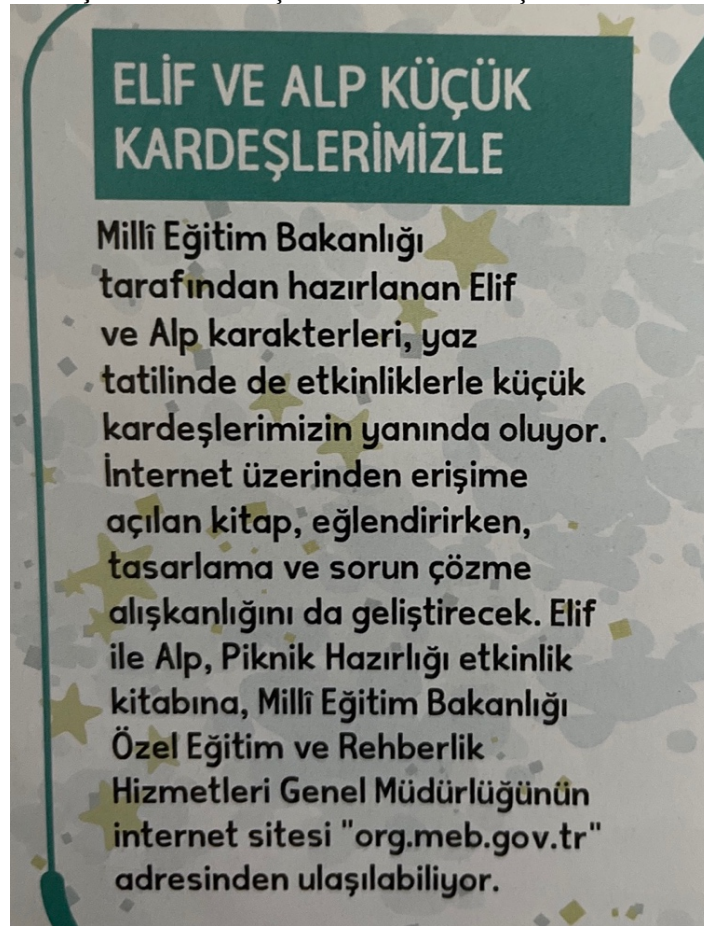 ELİF VE ALP KÜÇÜK
KARDEŞLERİMİZLE
Millî Eğitim Bakanlığı
tarafından hazırlanan Elif
ve Alp karakterleri, yaz
tatilinde de etkinliklerle küçük
kardeşlerimizin yanında oluyor.
İnternet üzerinden erişime
açılan kitap, eğlendirirken,
tasarlama ve sorun çözme
alışkanlığını da geliştirecek. Elif
ile Alp, Piknik Hazırlığı etkinlik
kitabına, Millî Eğitim Bakanlığı
Özel Eğitim ve Rehberlik
Hizmetleri Genel Müdürlüğünün
internet sitesi "org.meb.gov.tr"
adresinden ulaşılabiliyor.